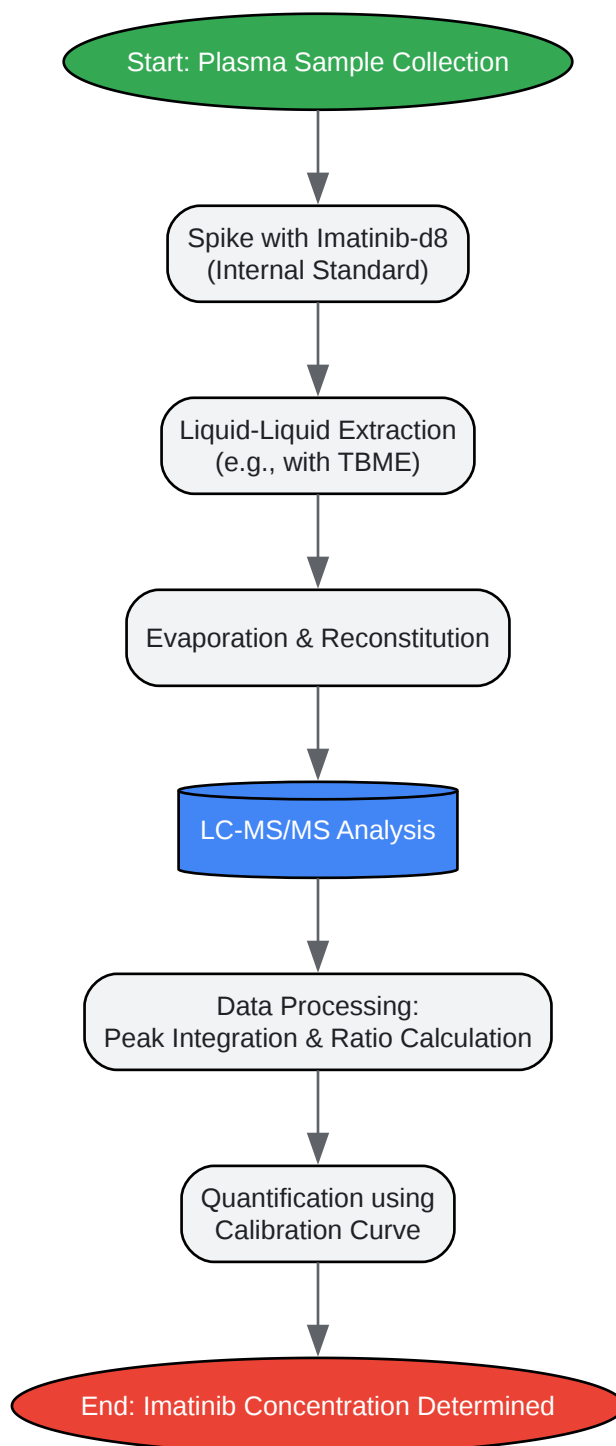 Start: Plasma Sample Collection
Spike with Imatinib-d8
(Internal Standard)
Liquid-Liquid Extraction
(e.g., with TBME)
Evaporation & Reconstitution
LC-MS/MS Analysis
Data Processing:
Peak Integration & Ratio Calculation
Quantification using
Calibration Curve
End: Imatinib Concentration Determined